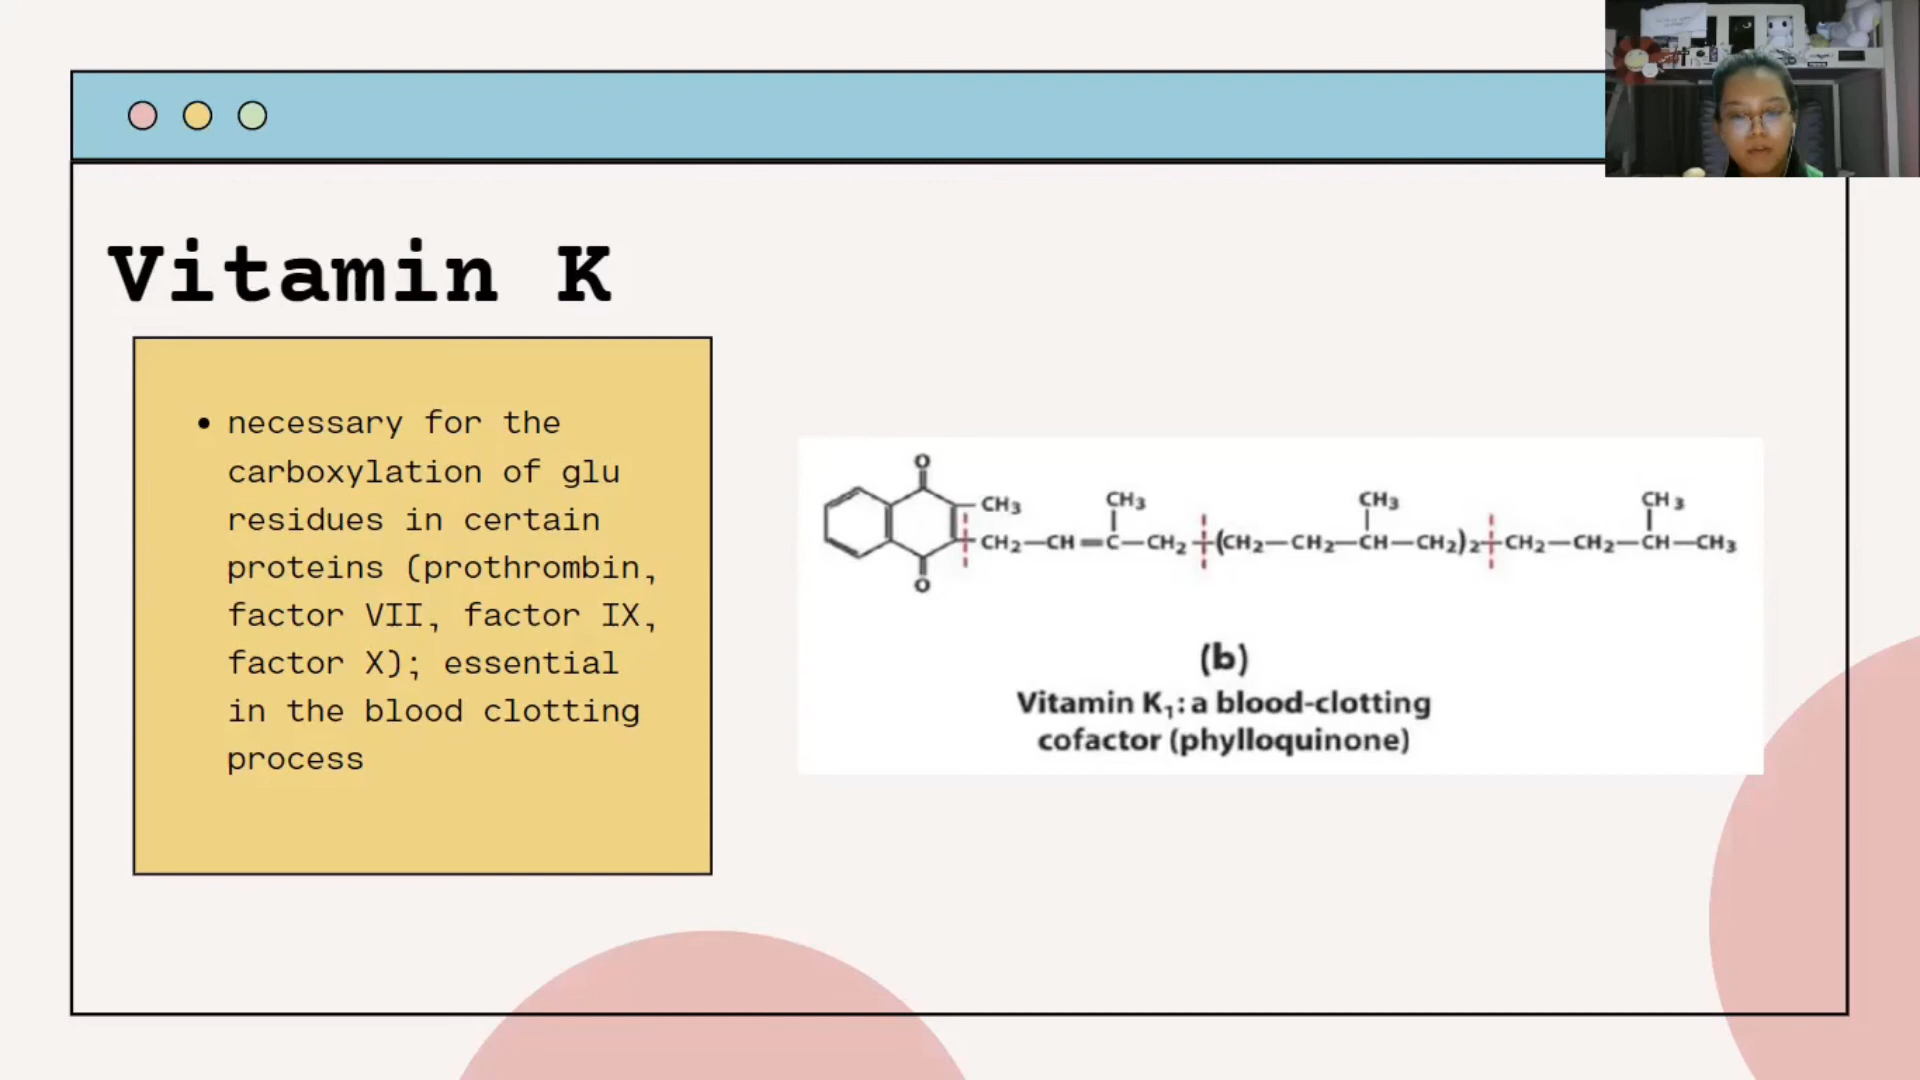 Vitamin K
• necessary for the
carboxylation of glu
residues in certain
proteins (prothrombin,
factor VII, factor IX,
factor X); essential
in the blood clotting
process
O
CH₃ CH₃ CH₃ CH₃
CH₂—CH═C—CH₂—(CH₂—CH₂—CH—CH₂)₂—CH₂—CH₂—CH—CH₃
O
(b)
Vitamin K₁: a blood-clotting
cofactor (phylloquinone)